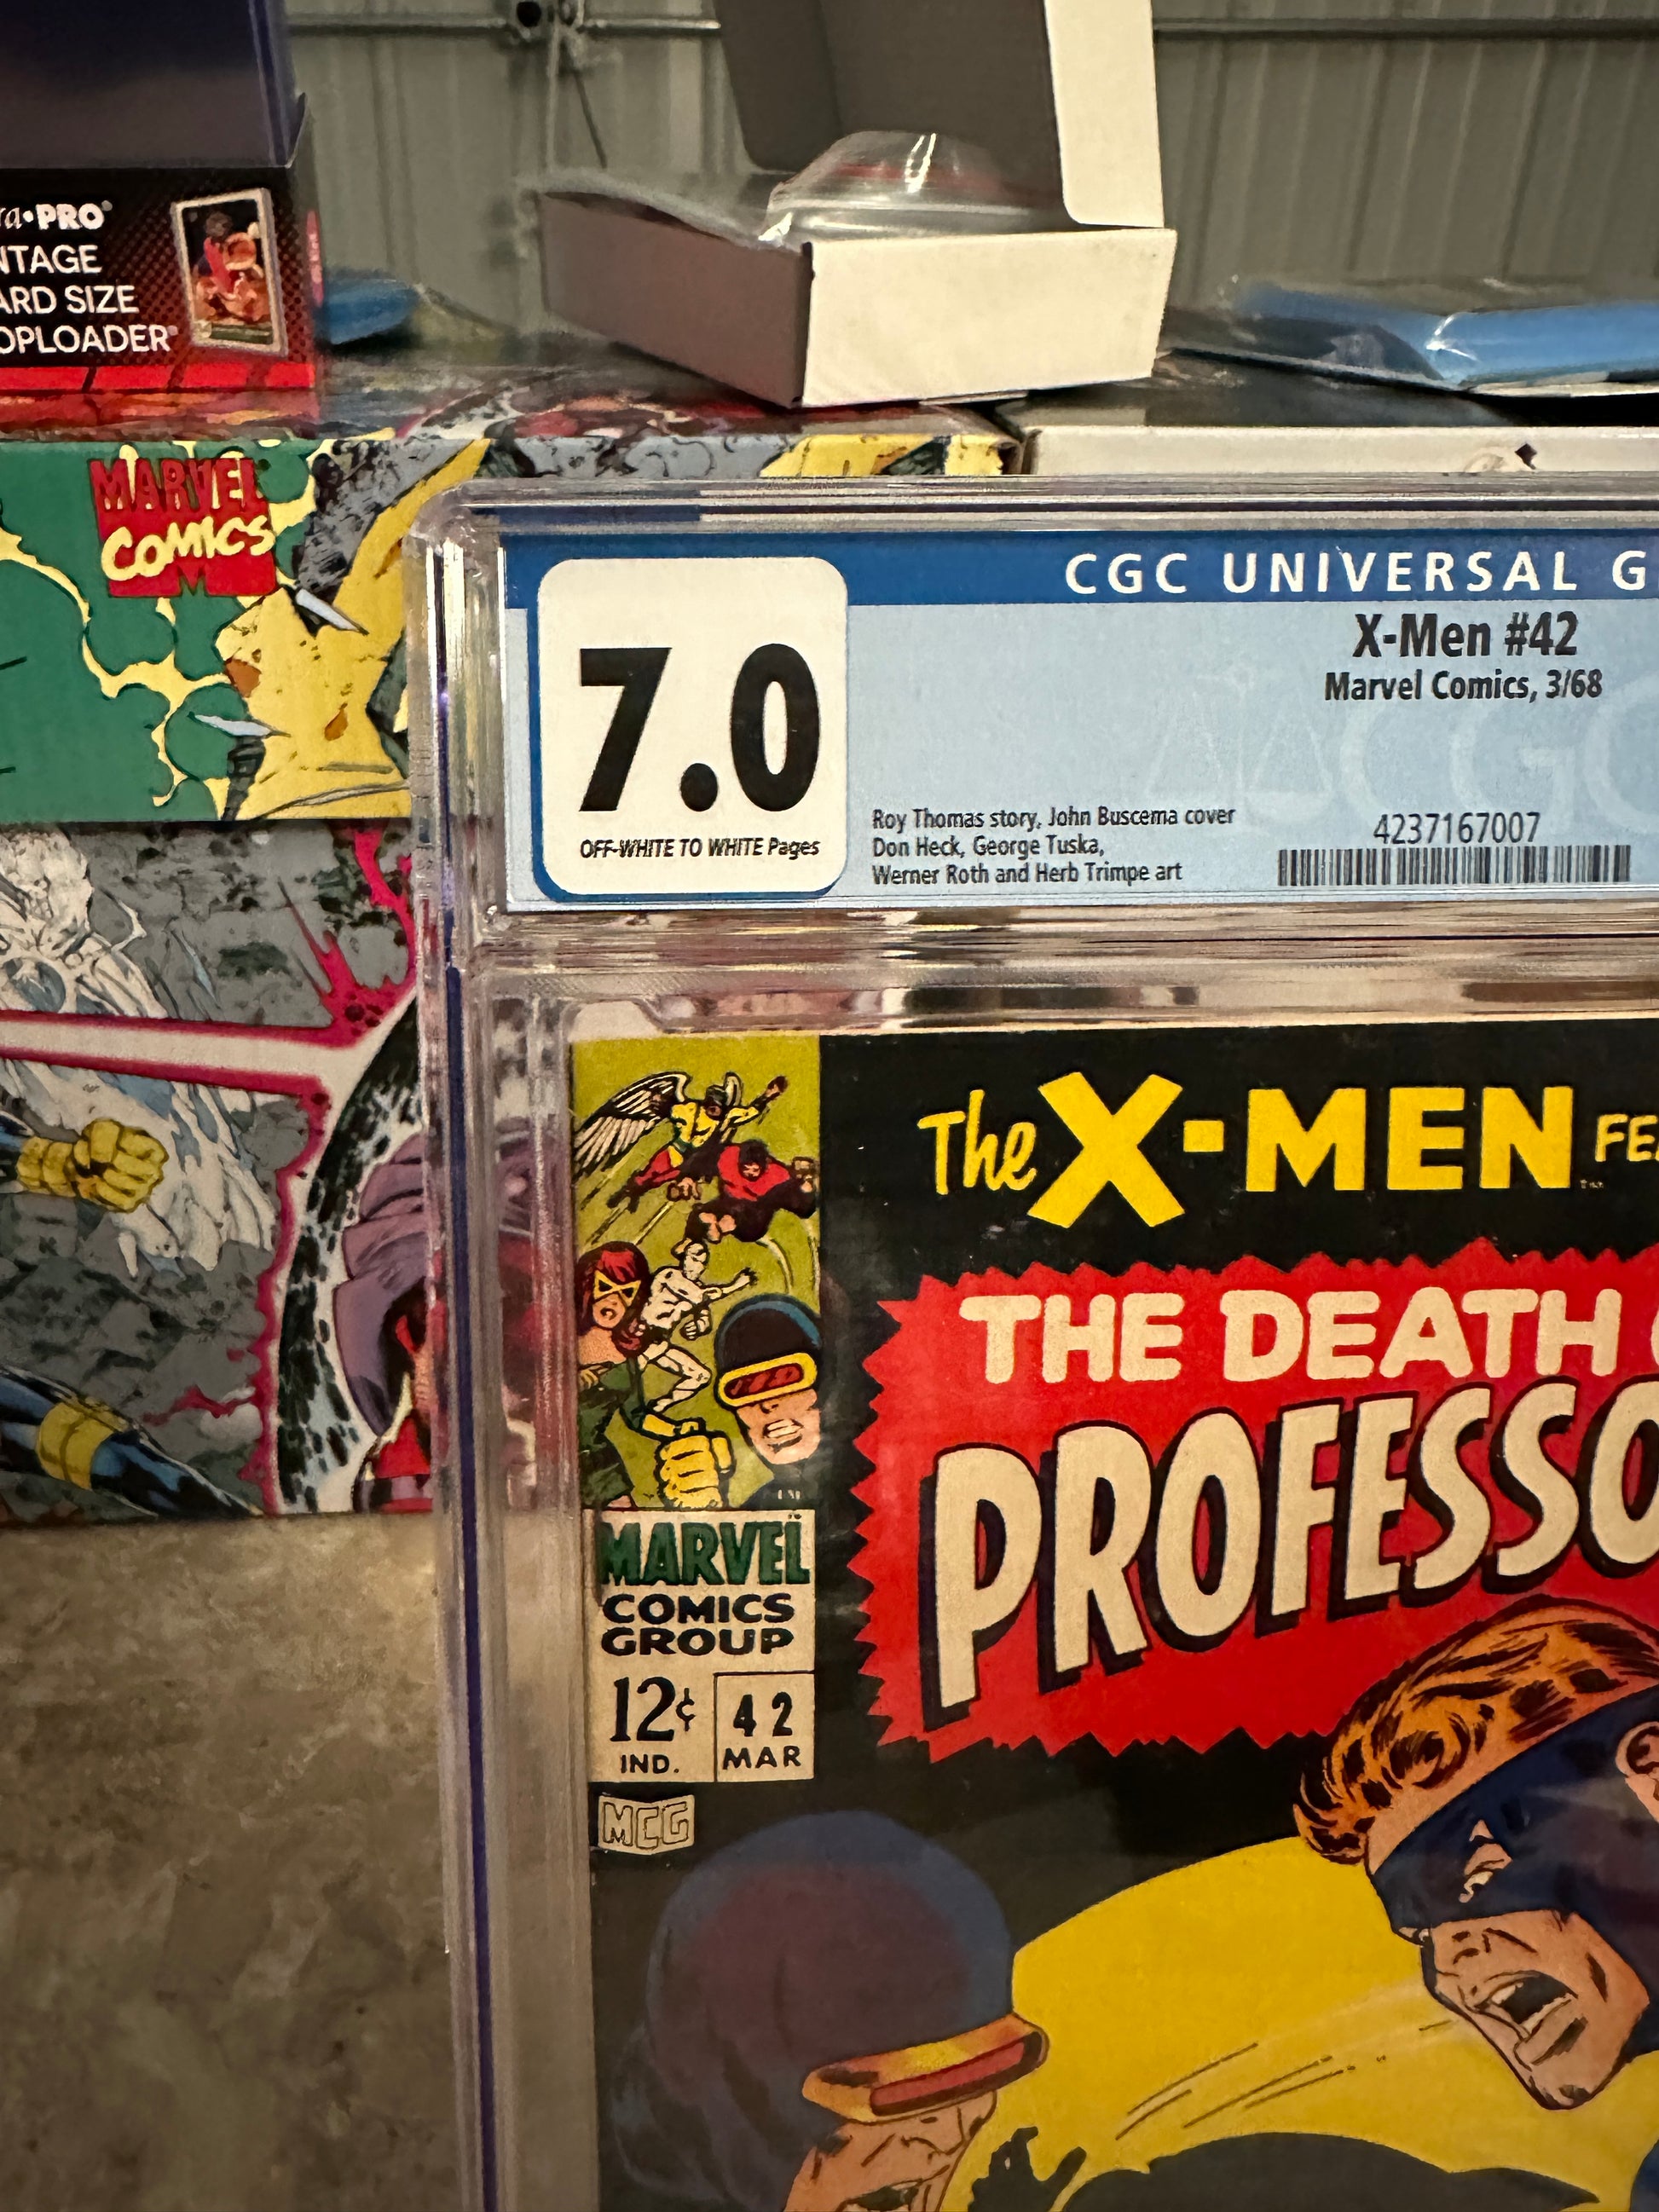 ra•PRO®
NTAGE
ARD SIZE
OPLOADER®
MARVEL
COMICS
CGC UNIVERSAL G
7.0
OFF-WHITE TO WHITE Pages
X-Men #42
Marvel Comics, 3/68
Roy Thomas story, John Buscema cover
Don Heck, George Tuska,
Werner Roth and Herb Trimpe art
4237167007
The X-MEN FEA
THE DEATH O
PROFESSO
MARVEL
COMICS
GROUP
12¢
IND.
42
MAR
MCG